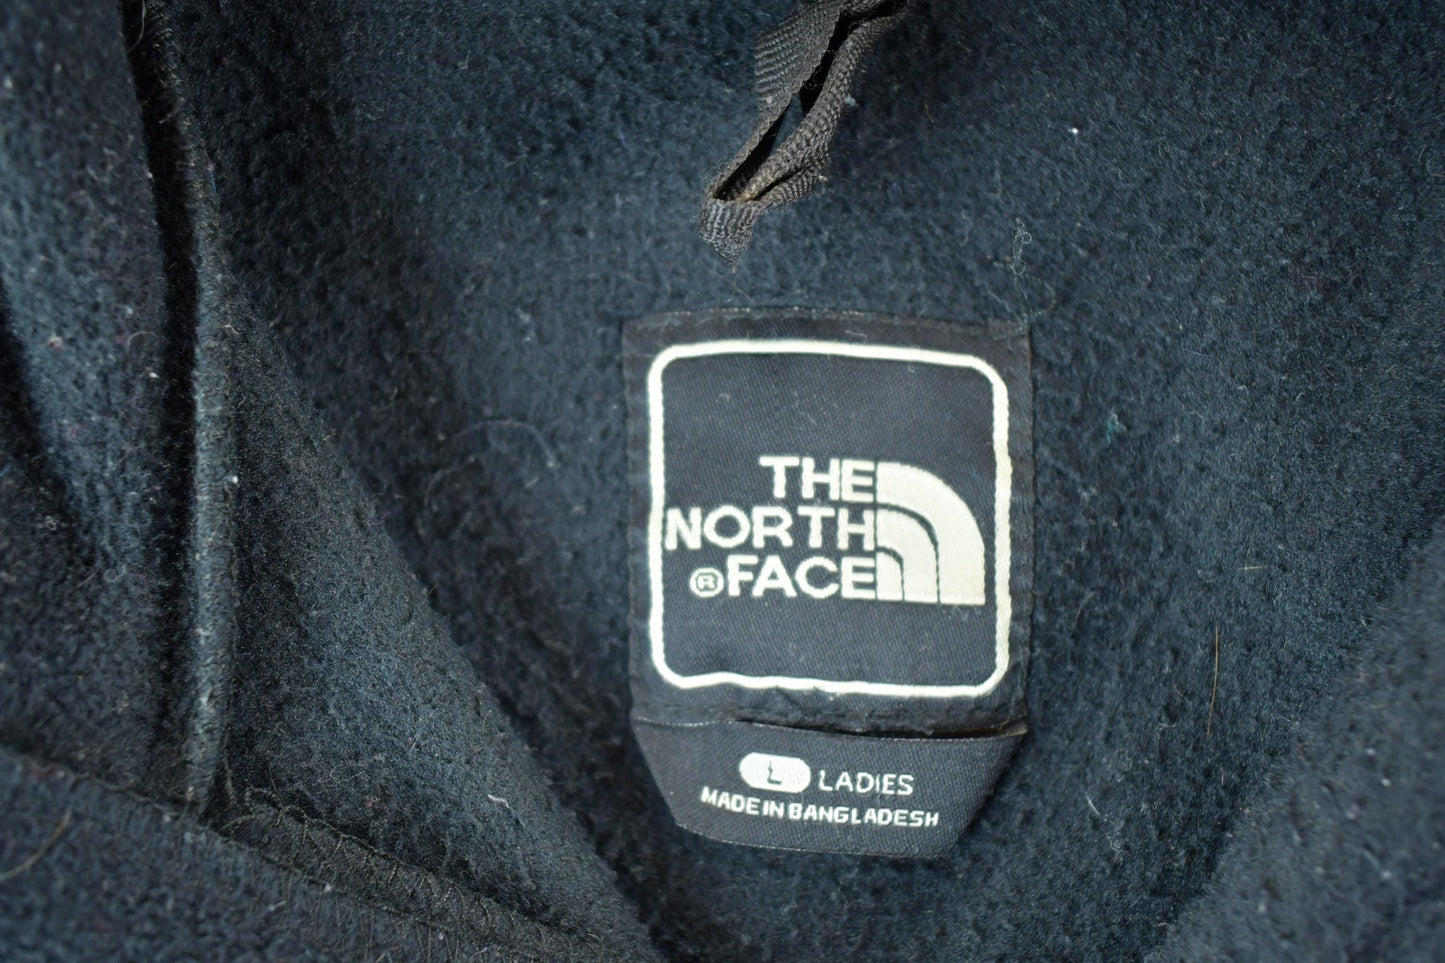 THE
NORTH
®FACE
L LADIES
MADE IN BANGLADESH